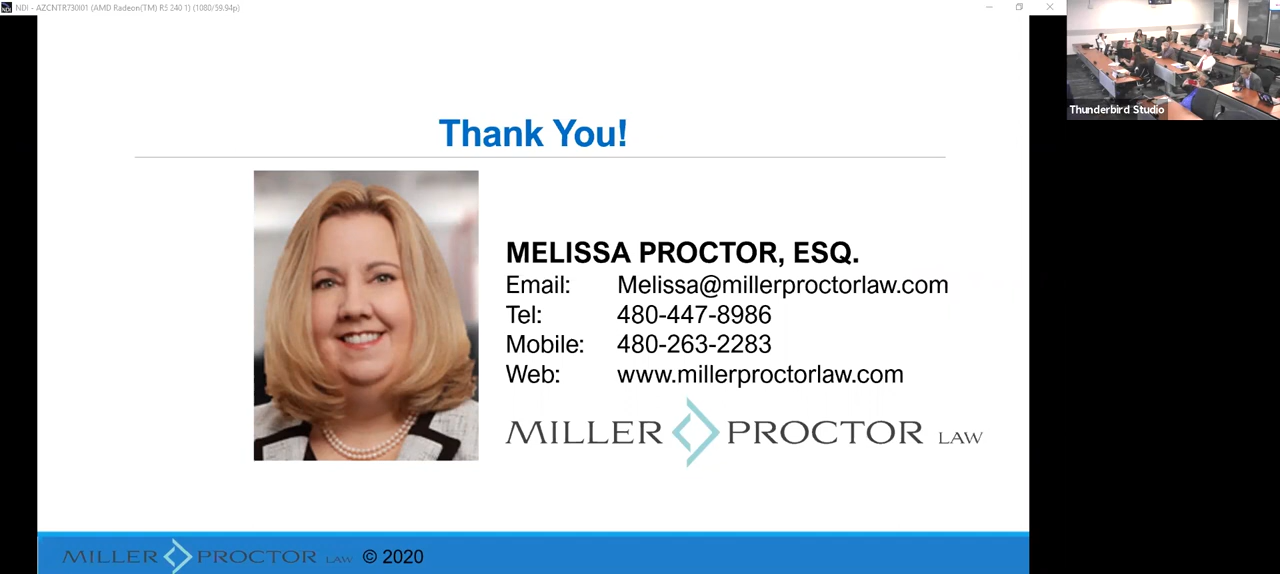 NDI - AZCNTR730I01 (AMD Radeon(TM) R5 240 1) (1080/59.94p)
Thunderbird Studio
Thank You!
MELISSA PROCTOR, ESQ.
Email: Melissa@millerproctorlaw.com
Tel: 480-447-8986
Mobile: 480-263-2283
Web: www.millerproctorlaw.com
MILLER PROCTOR LAW
MILLER PROCTOR LAW © 2020